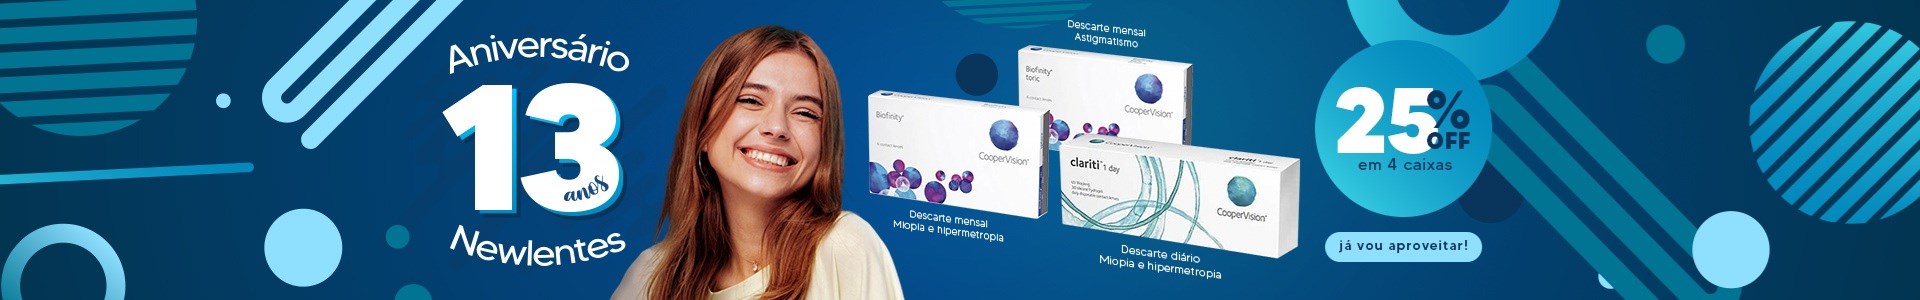 Aniversário
13
anos
Newlentes
Descarte mensal
Astigmatismo
Biofinity
toric
CooperVision
Biofinity
CooperVision
Descarte mensal
Miopia e hipermetropia
clariti 1 day
CooperVision
Descarte diário
Miopia e hipermetropia
25%
OFF
em 4 caixas
já vou aproveitar!